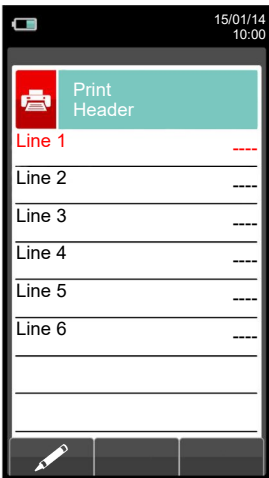 15/01/14
10:00
Print
Header
Line 1 ----
Line 2 ----
Line 3 ----
Line 4 ----
Line 5 ----
Line 6 ----